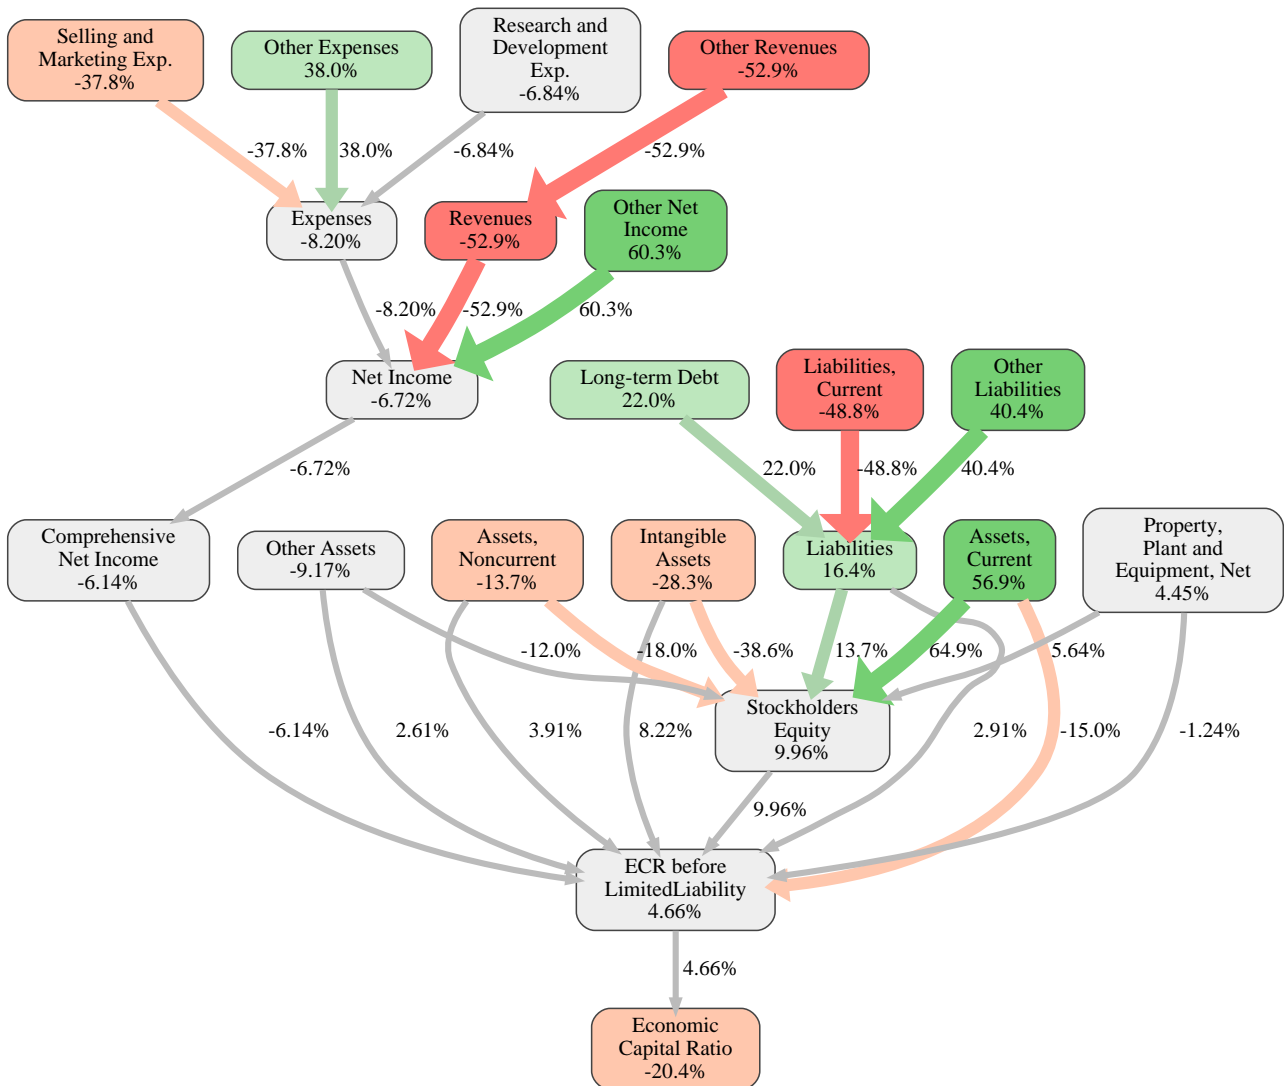 Selling and
Marketing Exp.
-37.8%
Other Expenses
38.0%
Research and
Development
Exp.
-6.84%
Other Revenues
-52.9%
-37.8%
38.0%
-6.84%
-52.9%
Expenses
-8.20%
Revenues
-52.9%
Other Net
Income
60.3%
-8.20%
-52.9%
60.3%
Net Income
-6.72%
Long-term Debt
22.0%
Liabilities,
Current
-48.8%
Other
Liabilities
40.4%
-6.72%
22.0%
-48.8%
40.4%
Comprehensive
Net Income
-6.14%
Other Assets
-9.17%
Assets,
Noncurrent
-13.7%
Intangible
Assets
-28.3%
Liabilities
16.4%
Assets,
Current
56.9%
Property,
Plant and
Equipment, Net
4.45%
-12.0%
-18.0%
-38.6%
13.7%
64.9%
5.64%
Stockholders
Equity
9.96%
-6.14%
2.61%
3.91%
8.22%
2.91%
-15.0%
-1.24%
9.96%
ECR before
LimitedLiability
4.66%
4.66%
Economic
Capital Ratio
-20.4%